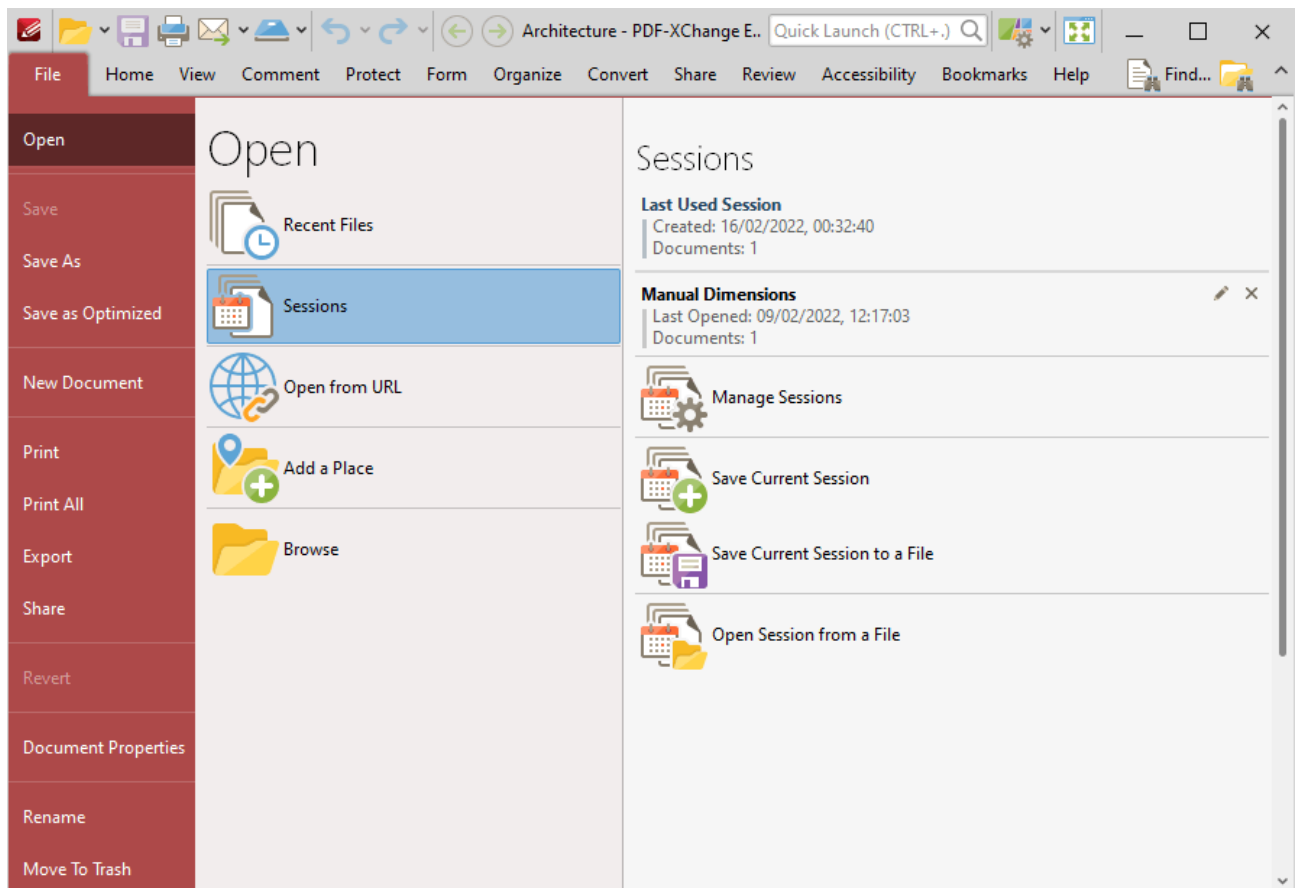 Architecture - PDF-XChange E..
Quick Launch (CTRL+.)
File Home View Comment Protect Form Organize Convert Share Review Accessibility Bookmarks Help Find...
Open
Save
Save As
Save as Optimized
New Document
Print
Print All
Export
Share
Revert
Document Properties
Rename
Move To Trash
Open
Recent Files
Sessions
Open from URL
Add a Place
Browse
Sessions
Last Used Session
Created: 16/02/2022, 00:32:40
Documents: 1
Manual Dimensions
Last Opened: 09/02/2022, 12:17:03
Documents: 1
Manage Sessions
Save Current Session
Save Current Session to a File
Open Session from a File